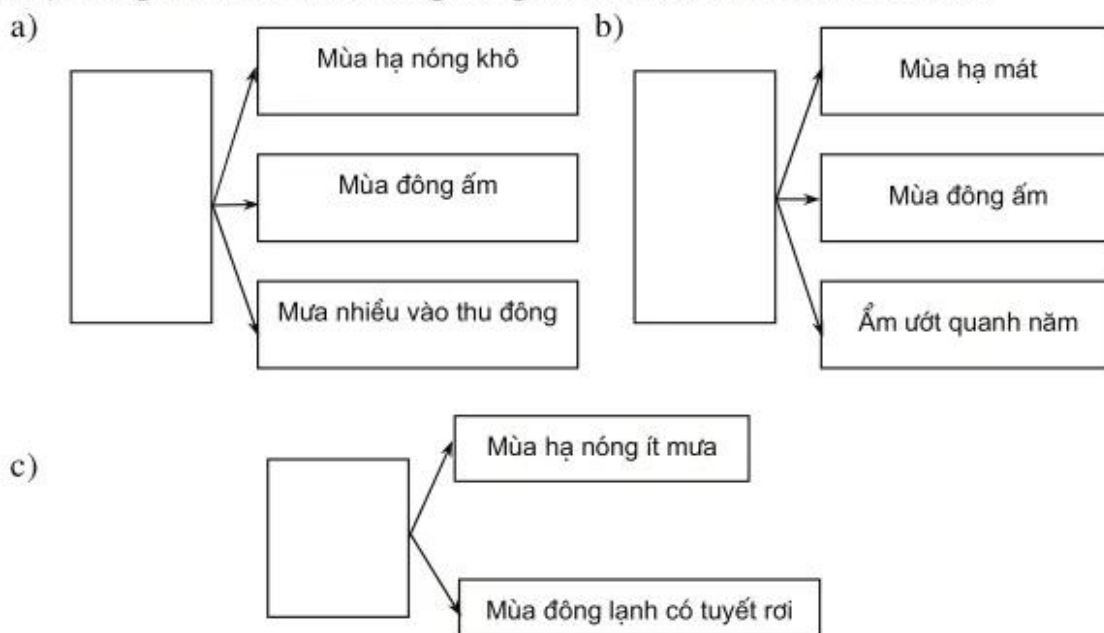 a)
Mùa hạ nóng khô
Mùa đông ấm
Mưa nhiều vào thu đông
b)
Mùa hạ mát
Mùa đông ấm
Ẩm ướt quanh năm
c)
Mùa hạ nóng ít mưa
Mùa đông lạnh có tuyết rơi